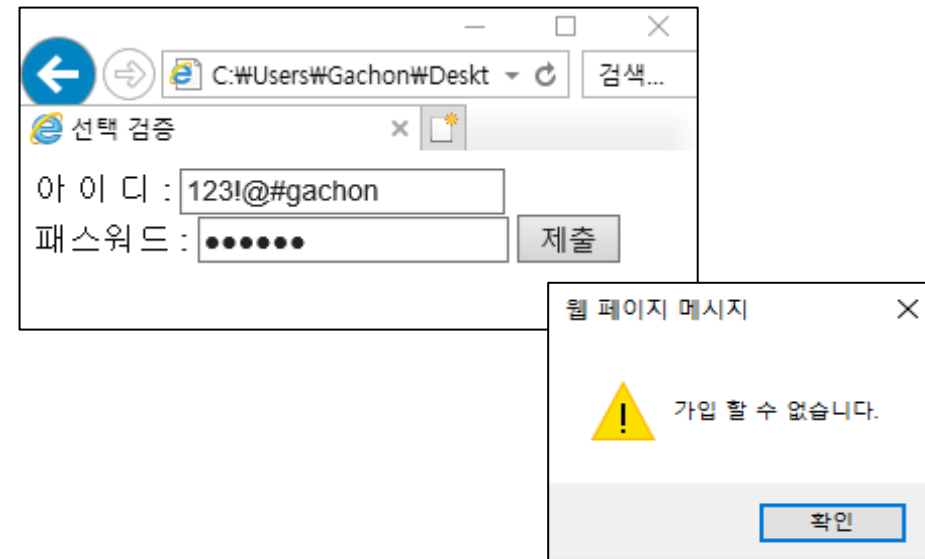 C:₩Users₩Gachon₩Deskt
검색...
선택 검증
아 이 디 : 123!@#gachon
패스워드 : ●●●●●● 제출
웹 페이지 메시지
가입 할 수 없습니다.
확인